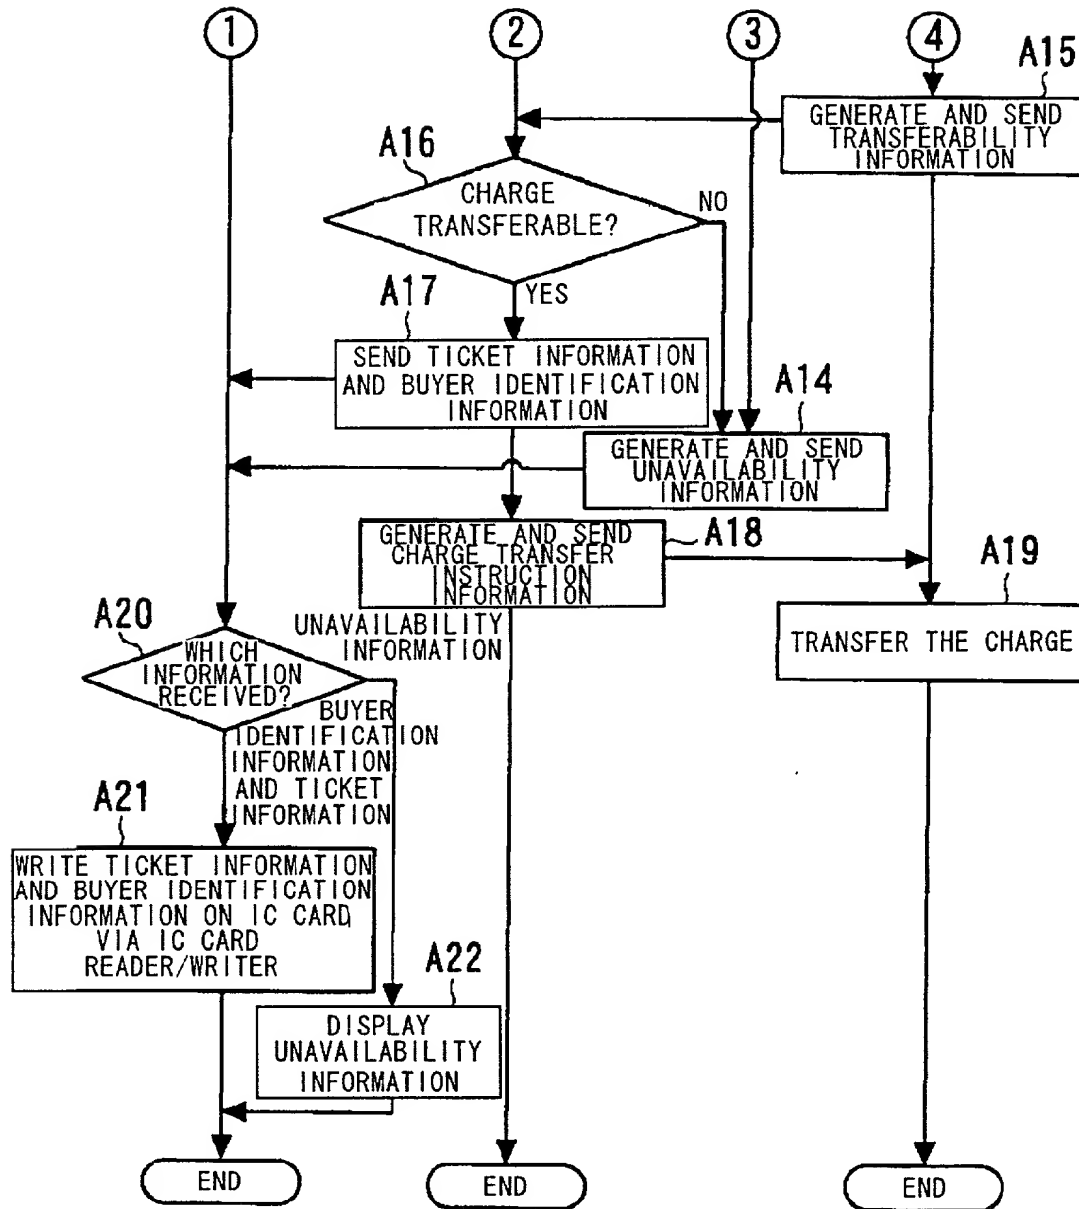 1
2
3
4
A15
GENERATE AND SEND
TRANSFERABILITY
INFORMATION
A16
CHARGE
TRANSFERABLE?
NO
YES
A17
SEND TICKET INFORMATION
AND BUYER IDENTIFICATION
INFORMATION
A14
GENERATE AND SEND
UNAVAILABILITY
INFORMATION
GENERATE AND SEND
CHARGE TRANSFER
INSTRUCTION
INFORMATION
A18
A19
TRANSFER THE CHARGE
A20
WHICH
INFORMATION
RECEIVED?
UNAVAILABILITY
INFORMATION
BUYER
IDENTIFICATION
INFORMATION
AND TICKET
INFORMATION
A21
WRITE TICKET INFORMATION
AND BUYER IDENTIFICATION
INFORMATION ON IC CARD
VIA IC CARD
READER/WRITER
A22
DISPLAY
UNAVAILABILITY
INFORMATION
END
END
END